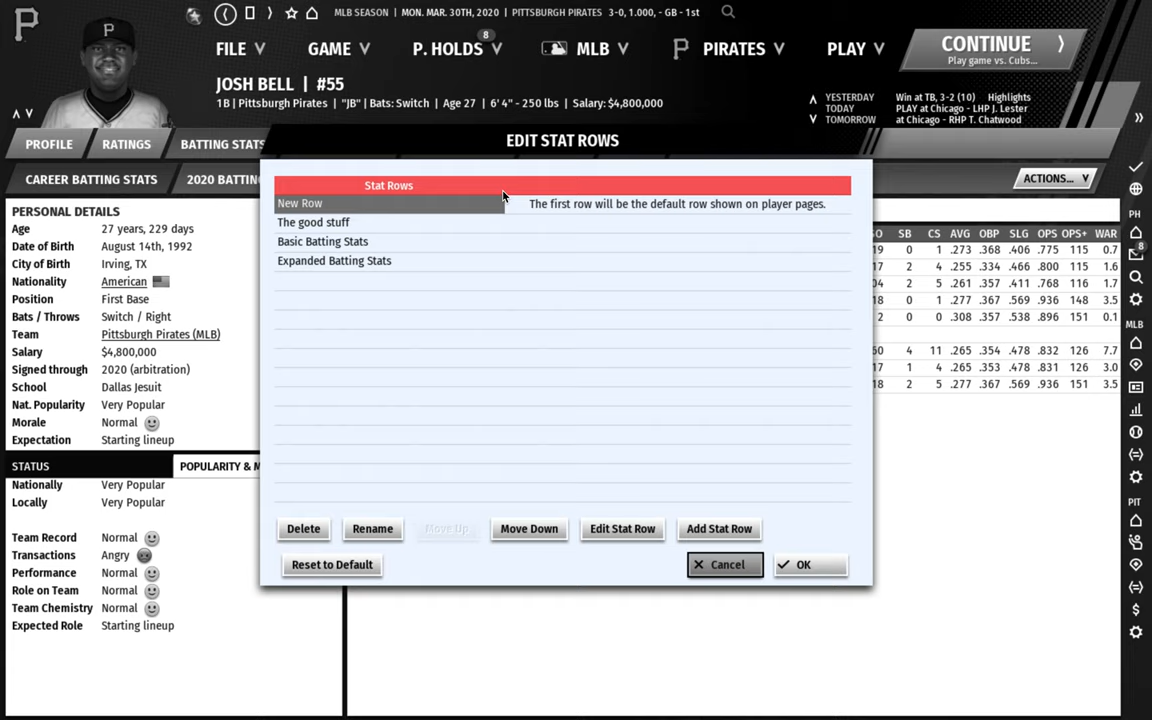 MLB SEASON | MON. MAR. 30TH, 2020 | PITTSBURGH PIRATES 3-0, 1.000, - GB - 1st
P
FILE GAME P. HOLDS 8 MLB PIRATES PLAY
CONTINUE
Play game vs. Cubs...
JOSH BELL | #55
1B | Pittsburgh Pirates | "JB" | Bats: Switch | Age 27 | 6' 4" - 250 lbs | Salary: $4,800,000
YESTERDAY Win at TB, 3-2 (10) Highlights
TODAY PLAY at Chicago - LHP J. Lester
TOMORROW at Chicago - RHP T. Chatwood
PROFILE RATINGS BATTING STATS
EDIT STAT ROWS
CAREER BATTING STATS 2020 BATTIN
ACTIONS...
PERSONAL DETAILS
Age 27 years, 229 days
Date of Birth August 14th, 1992
City of Birth Irving, TX
Nationality American
Position First Base
Bats / Throws Switch / Right
Team Pittsburgh Pirates (MLB)
Salary $4,800,000
Signed through 2020 (arbitration)
School Dallas Jesuit
Nat. Popularity Very Popular
Morale Normal
Expectation Starting lineup
STATUS POPULARITY & M
Nationally Very Popular
Locally Very Popular
Team Record Normal
Transactions Angry
Performance Normal
Role on Team Normal
Team Chemistry Normal
Expected Role Starting lineup
Stat Rows
New Row
The first row will be the default row shown on player pages.
The good stuff
Basic Batting Stats
Expanded Batting Stats
Delete Rename Move Up Move Down Edit Stat Row Add Stat Row
Reset to Default Cancel OK
SO SB CS AVG OBP SLG OPS OPS+ WAR
19 0 1 .273 .368 .406 .775 115 0.7
17 2 4 .255 .334 .466 .800 115 1.6
04 2 5 .261 .357 .411 .768 116 1.7
18 0 1 .277 .367 .569 .936 148 3.5
2 0 0 .308 .357 .538 .896 151 0.1
60 4 11 .265 .354 .478 .832 126 7.7
17 1 4 .265 .353 .478 .831 126 3.0
18 2 5 .277 .367 .569 .936 151 3.5
PH
8
MLB
PIT